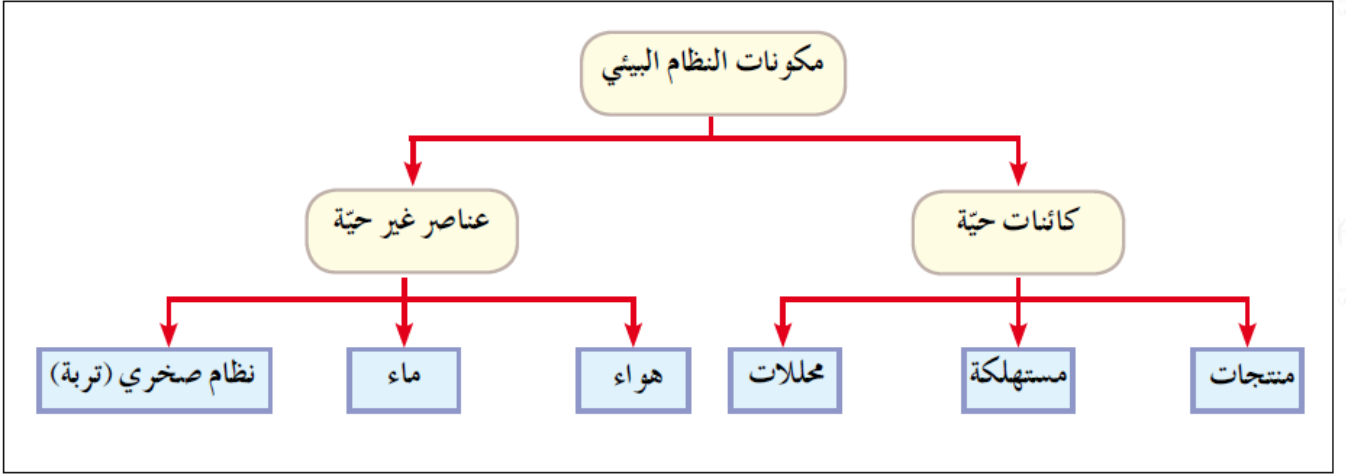 مكونات النظام البيئي
كائنات حيّة
عناصر غير حيّة
منتجات
مستهلكة
محللات
هواء
ماء
نظام صخري (تربة)